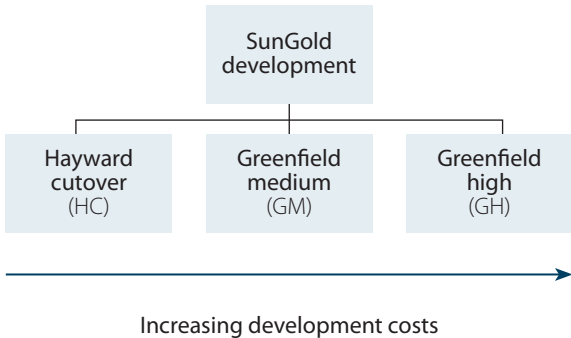 SunGold
development
Hayward
cutover
(HC)
Greenfield
medium
(GM)
Greenfield
high
(GH)
Increasing development costs